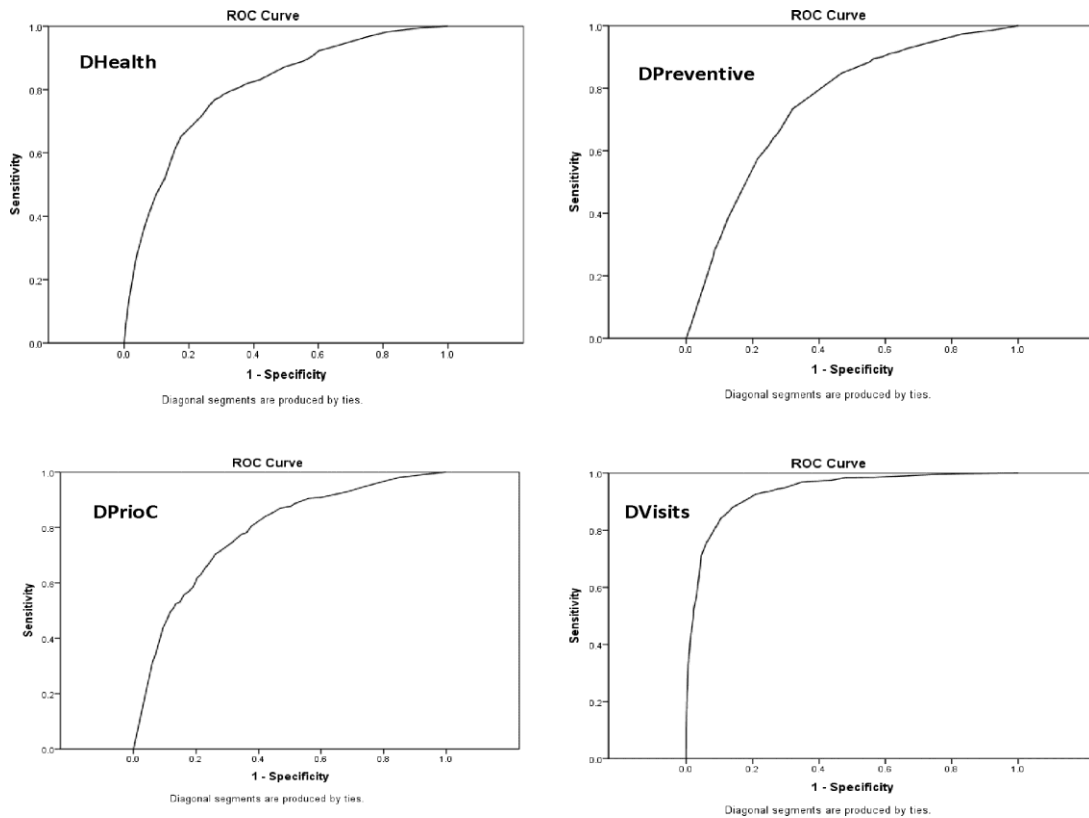 ROC Curve
DHealth
Sensitivity
1.0
0.8
0.6
0.4
0.2
0.0
0.0 0.2 0.4 0.6 0.8 1.0
1 - Specificity
Diagonal segments are produced by ties.
ROC Curve
DPreventive
Sensitivity
1.0
0.8
0.6
0.4
0.2
0.0
0.0 0.2 0.4 0.6 0.8 1.0
1 - Specificity
Diagonal segments are produced by ties.
ROC Curve
DPrioC
Sensitivity
1.0
0.8
0.6
0.4
0.2
0.0
0.0 0.2 0.4 0.6 0.8 1.0
1 - Specificity
Diagonal segments are produced by ties.
ROC Curve
DVisits
Sensitivity
1.0
0.8
0.6
0.4
0.2
0.0
0.0 0.2 0.4 0.6 0.8 1.0
1 - Specificity
Diagonal segments are produced by ties.